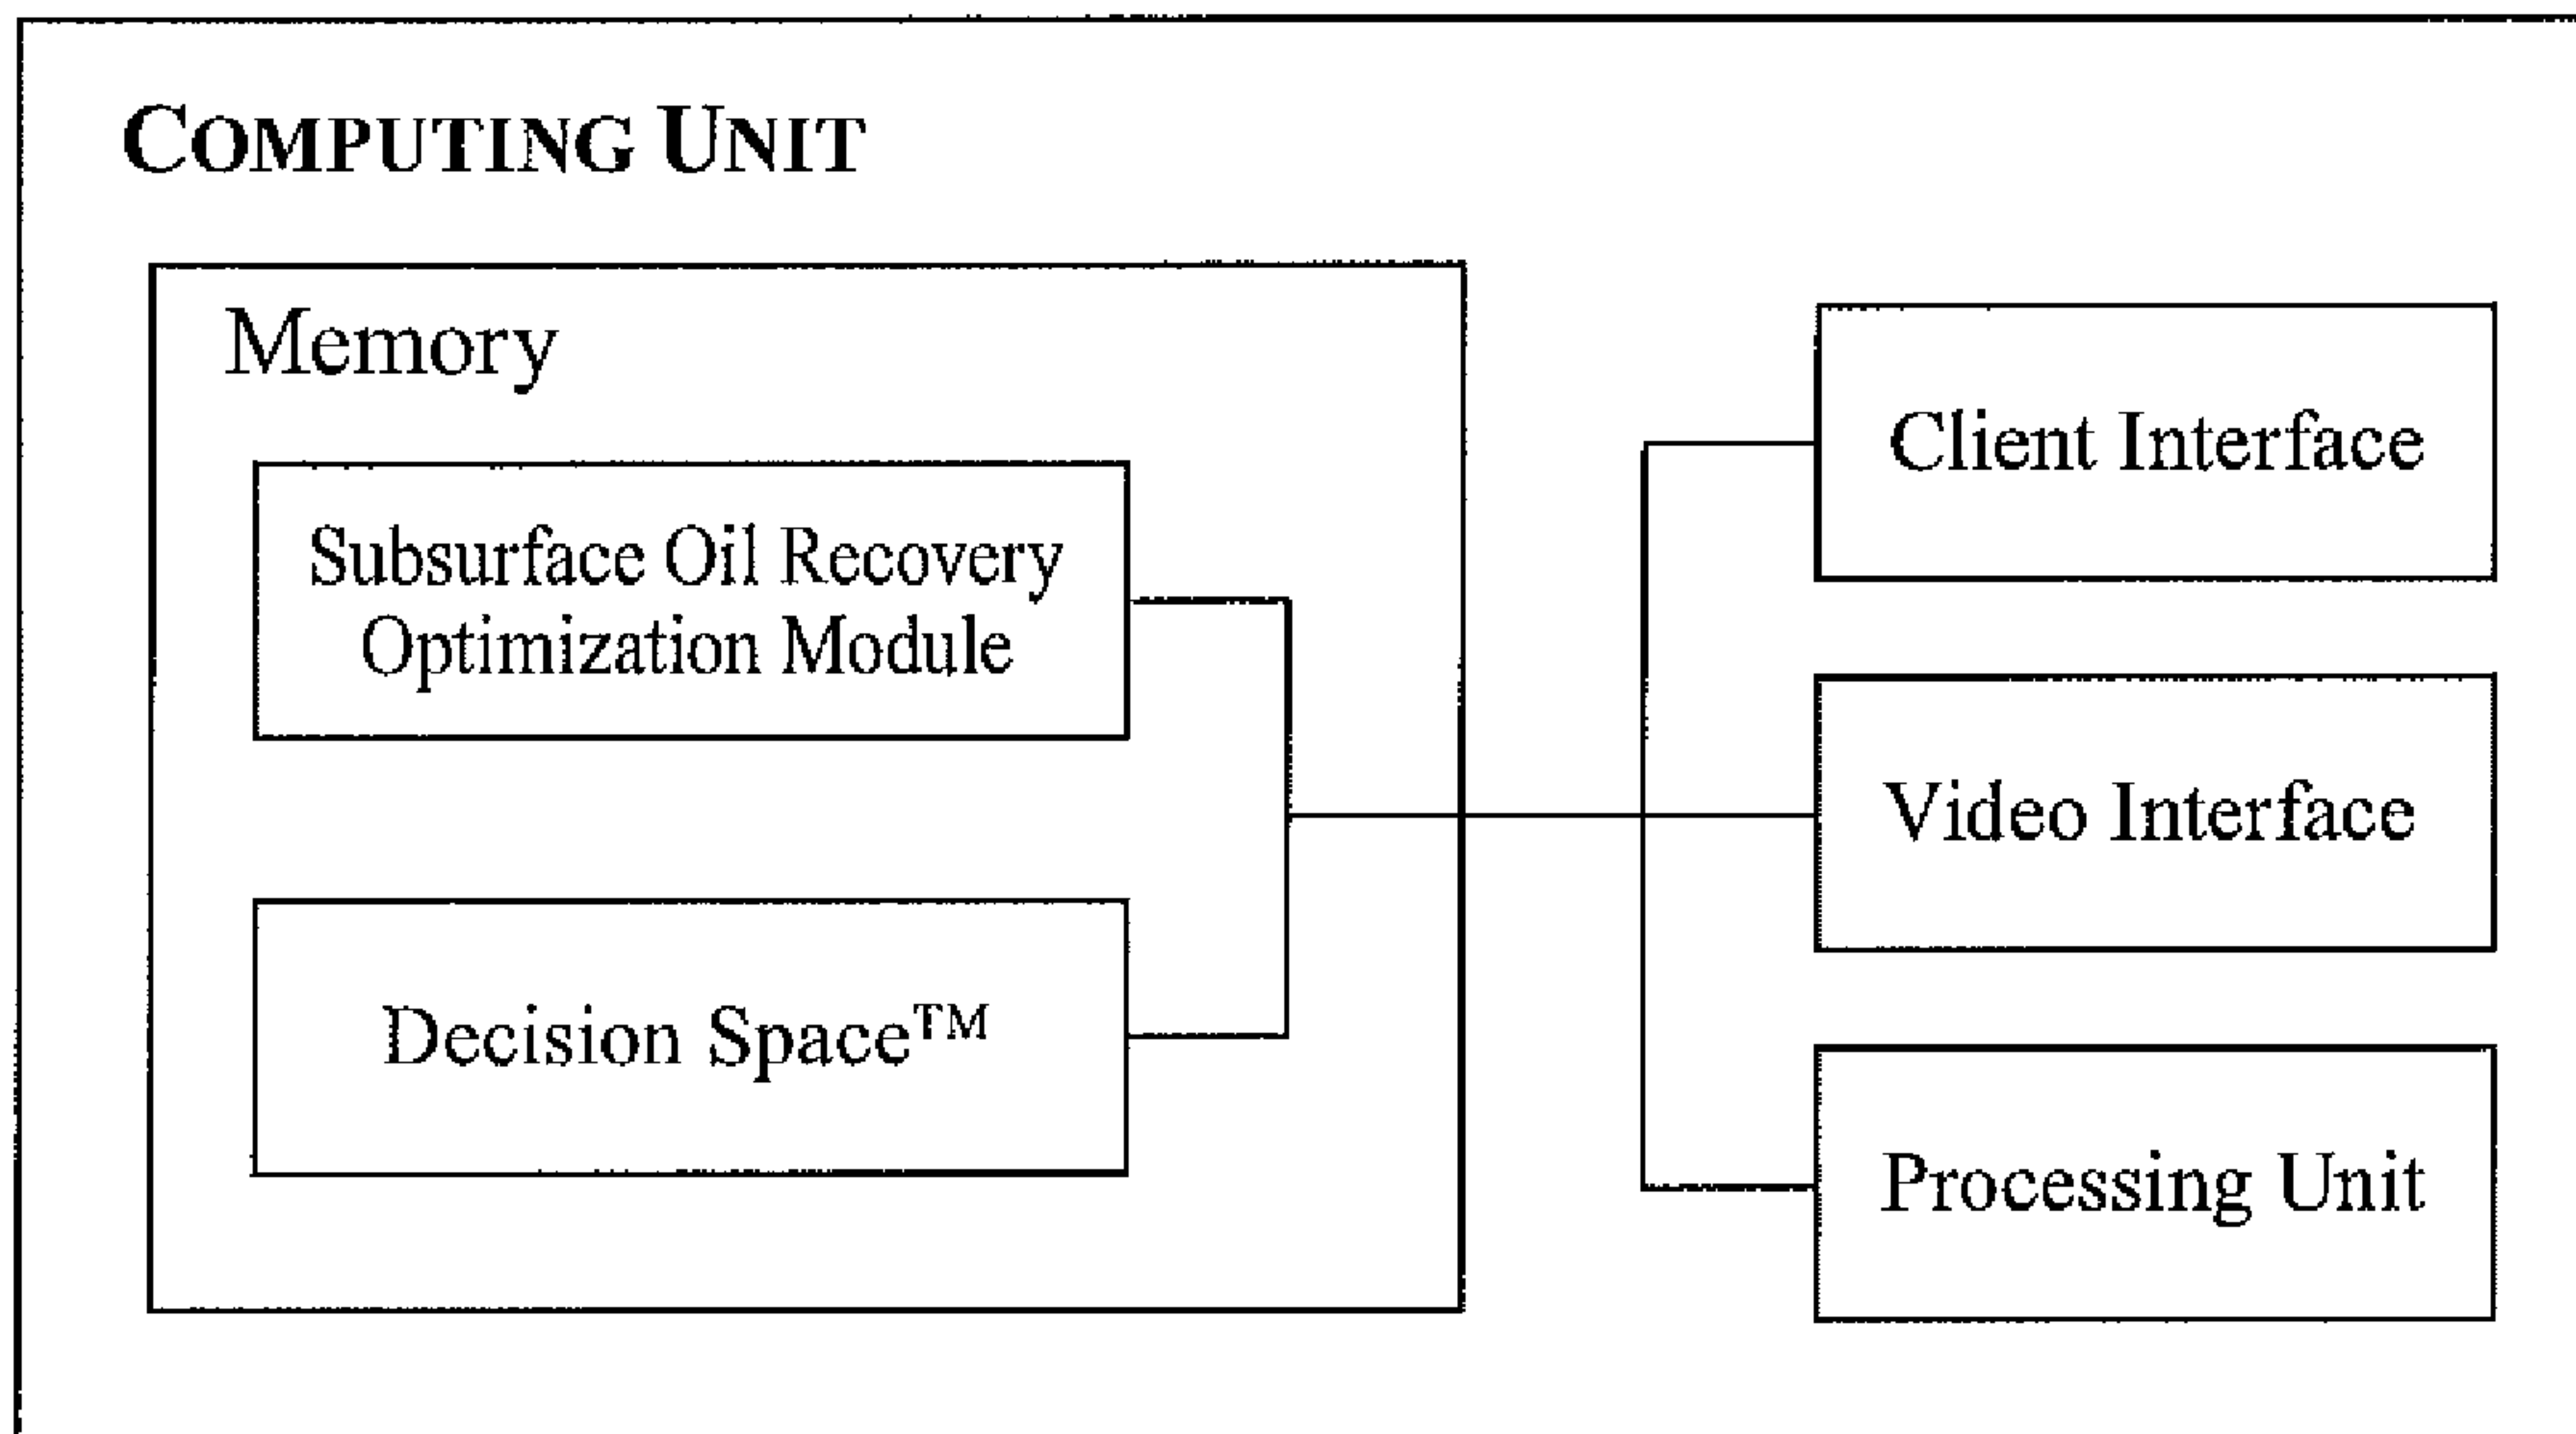 COMPUTING UNIT
Memory
Subsurface Oil Recovery
Optimization Module
Decision Space™
Client Interface
Video Interface
Processing Unit